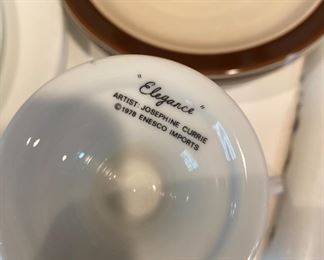 "Elegance"
ARTIST: JOSEPHINE CURRIE
©1978 ENESCO IMPORTS